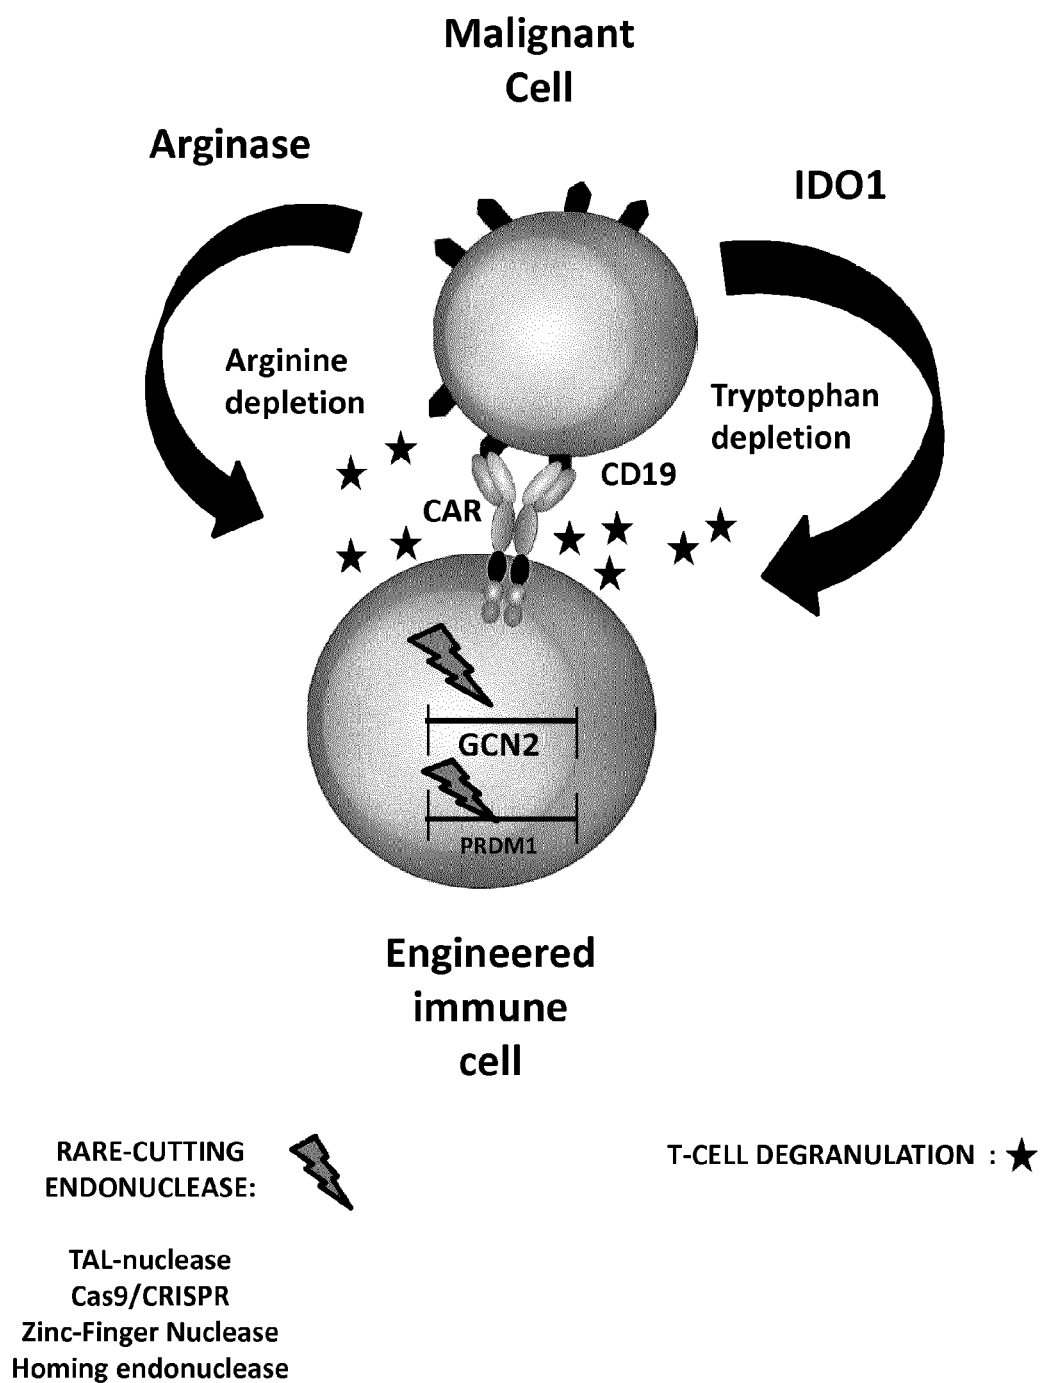 Malignant
Cell
Arginase
IDO1
Arginine
depletion
Tryptophan
depletion
CD19
CAR
GCN2
PRDM1
Engineered
immune
cell
RARE-CUTTING
ENDONUCLEASE:
T-CELL DEGRANULATION :
TAL-nuclease
Cas9/CRISPR
Zinc-Finger Nuclease
Homing endonuclease